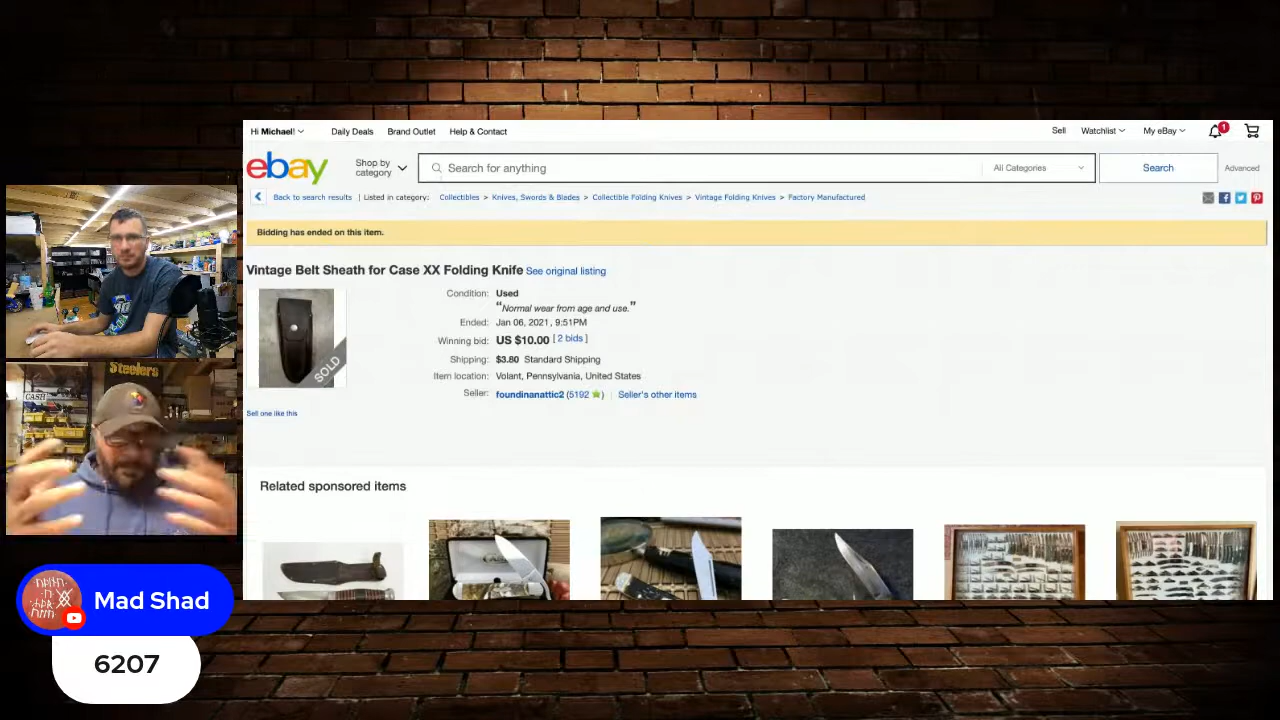 Hi Michael!
Daily Deals
Brand Outlet
Help & Contact
Sell
Watchlist
My eBay
1
ebay
Shop by
category
Search for anything
All Categories
Search
Advanced
Back to search results | Listed in category: Collectibles > Knives, Swords & Blades > Collectible Folding Knives > Vintage Folding Knives > Factory Manufactured
Bidding has ended on this item.
Vintage Belt Sheath for Case XX Folding Knife See original listing
SOLD
Condition: Used
“Normal wear from age and use.”
Ended: Jan 06, 2021, 9:51PM
Winning bid: US $10.00 [ 2 bids ]
Shipping: $3.80 Standard Shipping
Item location: Volant, Pennsylvania, United States
Seller: foundinanattic2 (5192 ) | Seller's other items
Sell one like this
Related sponsored items
Steelers
CASH
Mad Shad
6207